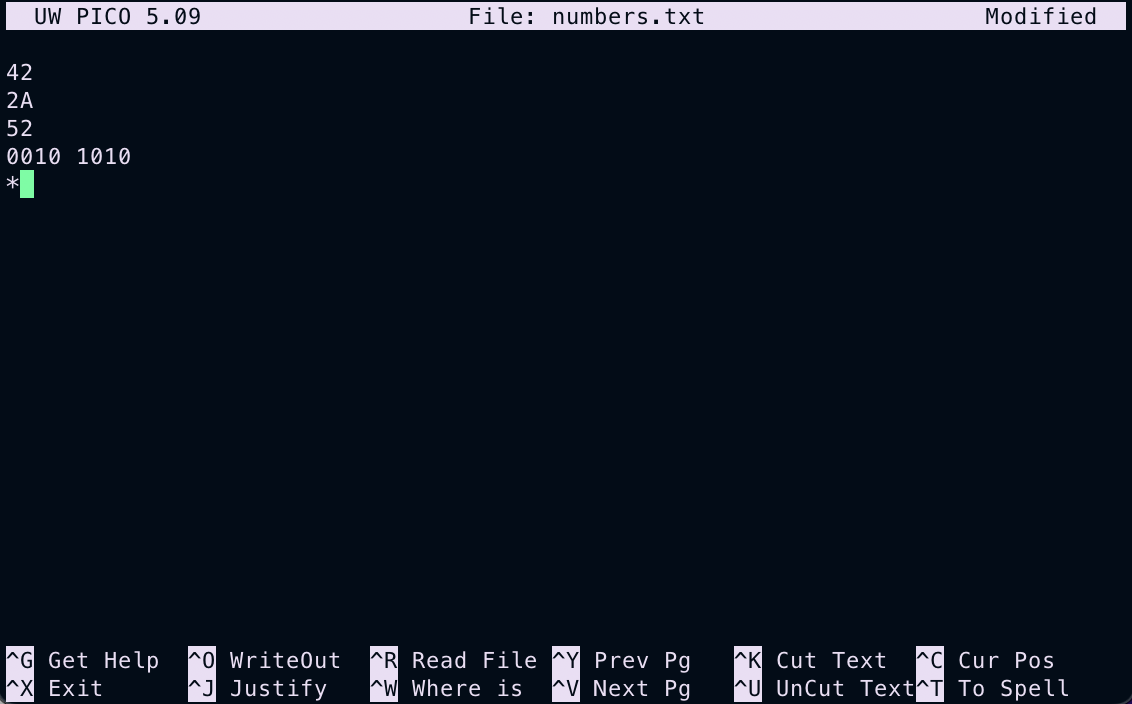 UW PICO 5.09 File: numbers.txt Modified
42
2A
52
0010 1010
*
^G Get Help ^O WriteOut ^R Read File ^Y Prev Pg ^K Cut Text ^C Cur Pos
^X Exit ^J Justify ^W Where is ^V Next Pg ^U UnCut Text ^T To Spell